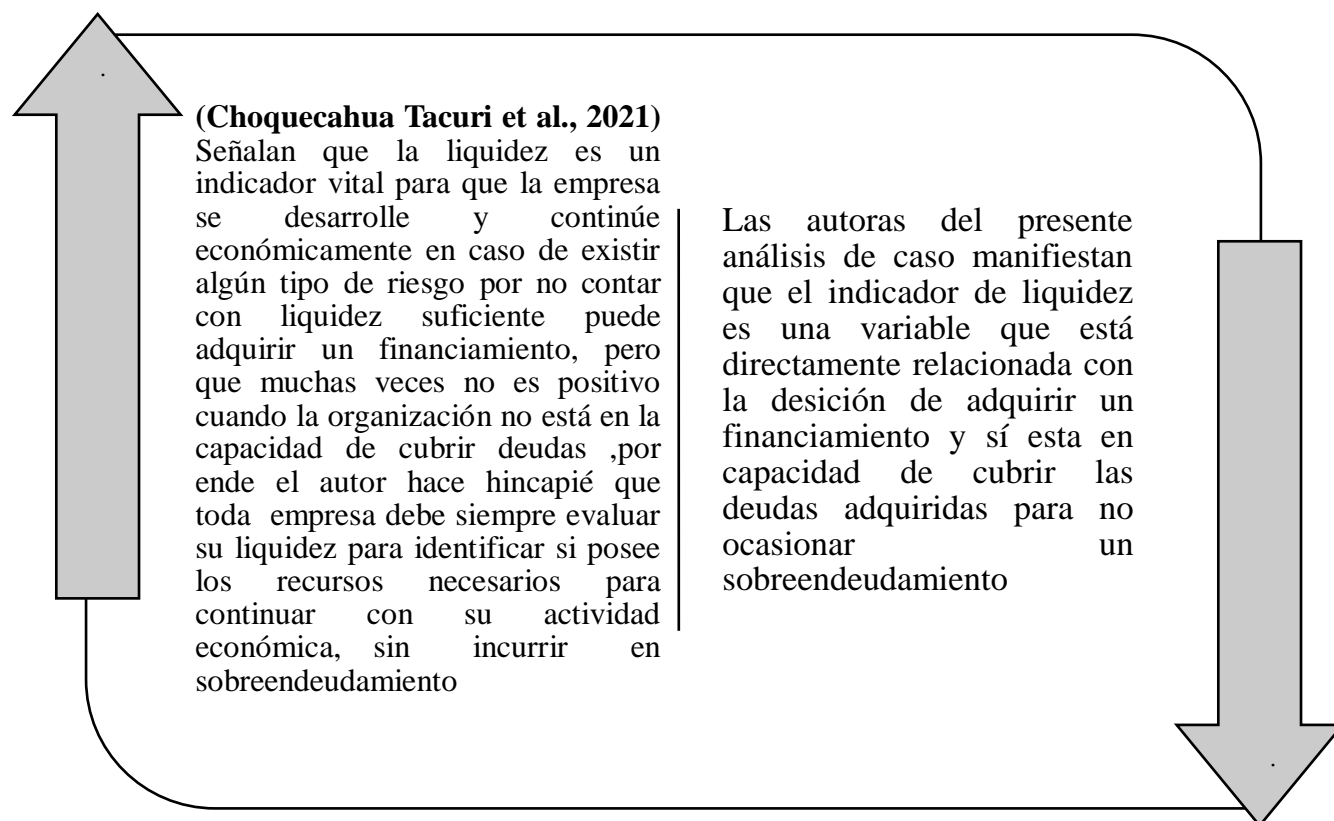 (Choquecahua Tacuri et al., 2021)
Señalan que la liquidez es un
indicador vital para que la empresa
se desarrolle y continúe
económicamente en caso de existir
algún tipo de riesgo por no contar
con liquidez suficiente puede
adquirir un financiamiento, pero
que muchas veces no es positivo
cuando la organización no está en la
capacidad de cubrir deudas ,por
ende el autor hace hincapié que
toda empresa debe siempre evaluar
su liquidez para identificar si posee
los recursos necesarios para
continuar con su actividad
económica, sin incurrir en
sobreendeudamiento
Las autoras del presente
análisis de caso manifiestan
que el indicador de liquidez
es una variable que está
directamente relacionada con
la desición de adquirir un
financiamiento y sí esta en
capacidad de cubrir las
deudas adquiridas para no
ocasionar un
sobreendeudamiento